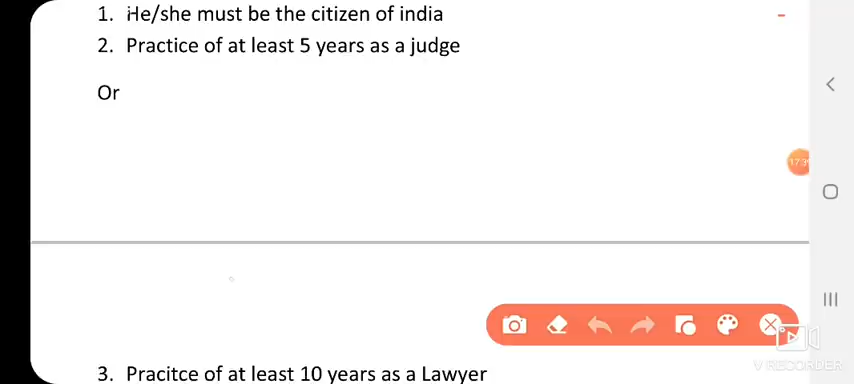 1. He/she must be the citizen of india
2. Practice of at least 5 years as a judge
Or
3. Pracitce of at least 10 years as a Lawyer
V RECORDER